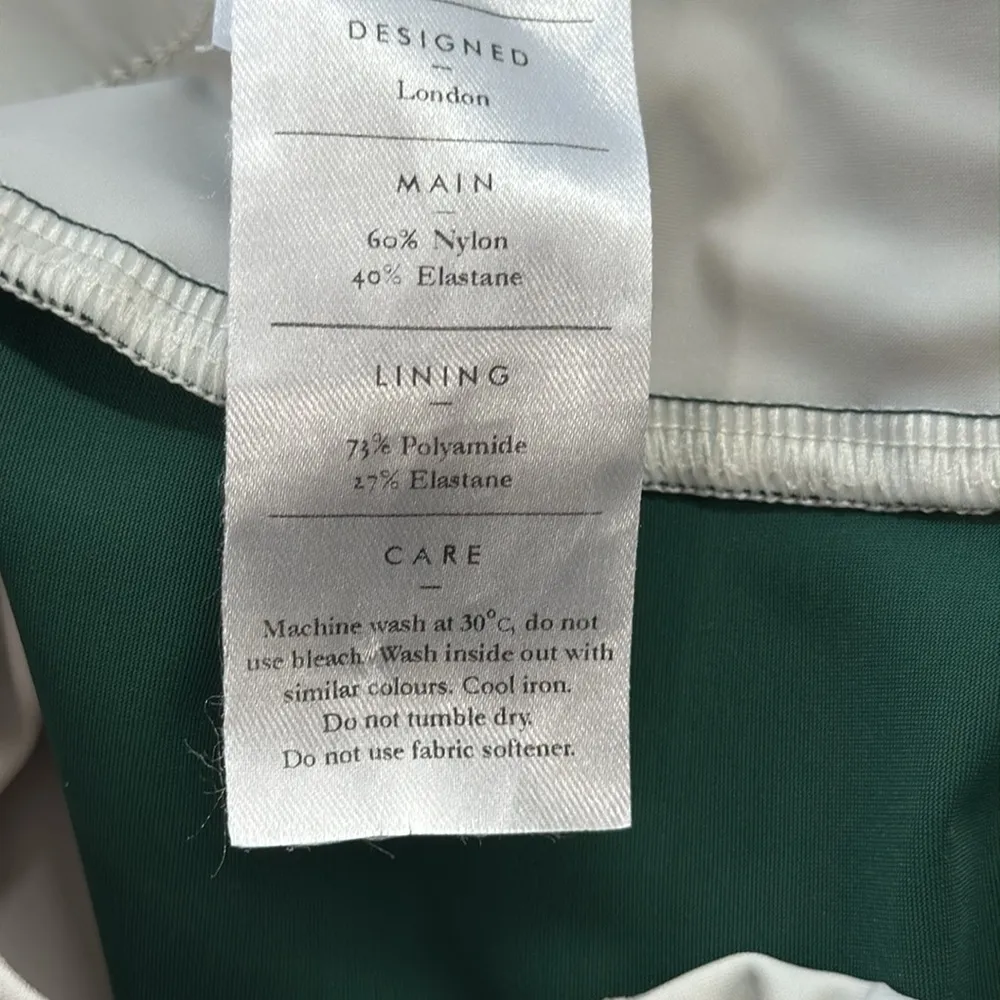 DESIGNED
London
MAIN
60% Nylon
40% Elastane
LINING
73% Polyamide
27% Elastane
CARE
Machine wash at 30°C, do not
use bleach. Wash inside out with
similar colours. Cool iron.
Do not tumble dry.
Do not use fabric softener.